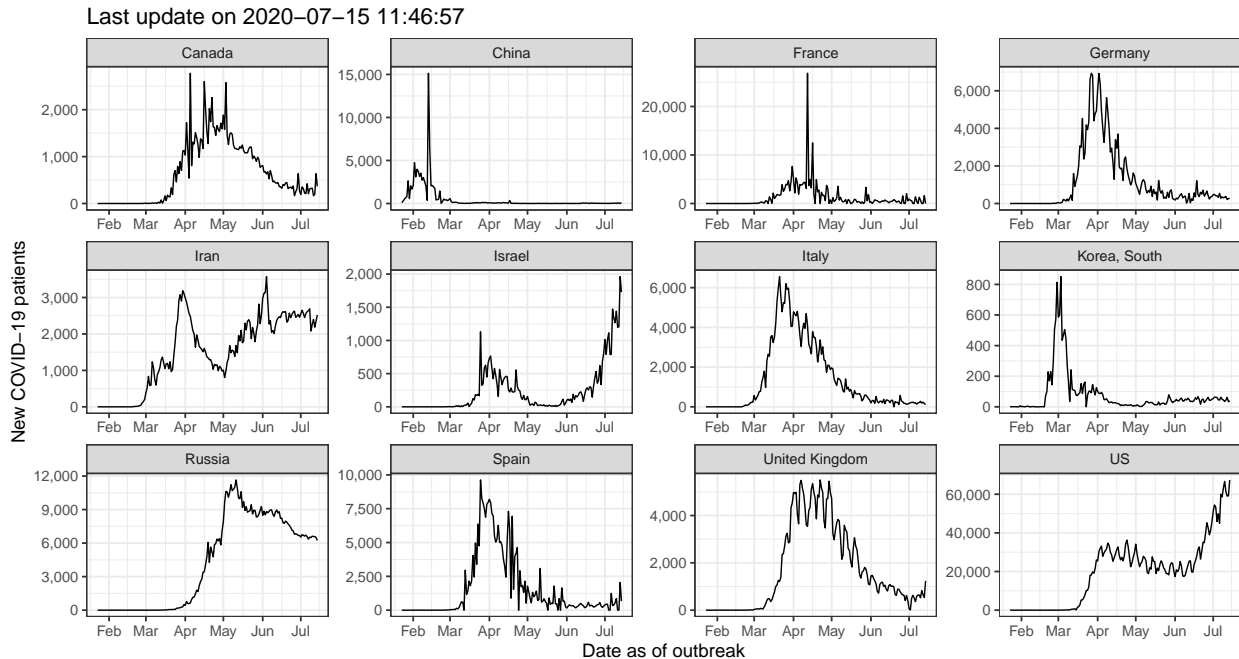 Last update on 2020−07−15 11:46:57
New COVID−19 patients
Canada
2,000
1,000
0
Feb Mar Apr May Jun Jul
China
15,000
10,000
5,000
0
Feb Mar Apr May Jun Jul
France
20,000
10,000
0
Feb Mar Apr May Jun Jul
Germany
6,000
4,000
2,000
0
Feb Mar Apr May Jun Jul
Iran
3,000
2,000
1,000
0
Feb Mar Apr May Jun Jul
Israel
2,000
1,500
1,000
500
0
Feb Mar Apr May Jun Jul
Italy
6,000
4,000
2,000
0
Feb Mar Apr May Jun Jul
Korea, South
800
600
400
200
0
Feb Mar Apr May Jun Jul
Russia
12,000
9,000
6,000
3,000
0
Feb Mar Apr May Jun Jul
Spain
10,000
7,500
5,000
2,500
0
Feb Mar Apr May Jun Jul
United Kingdom
4,000
2,000
0
Feb Mar Apr May Jun Jul
US
60,000
40,000
20,000
0
Feb Mar Apr May Jun Jul
Date as of outbreak